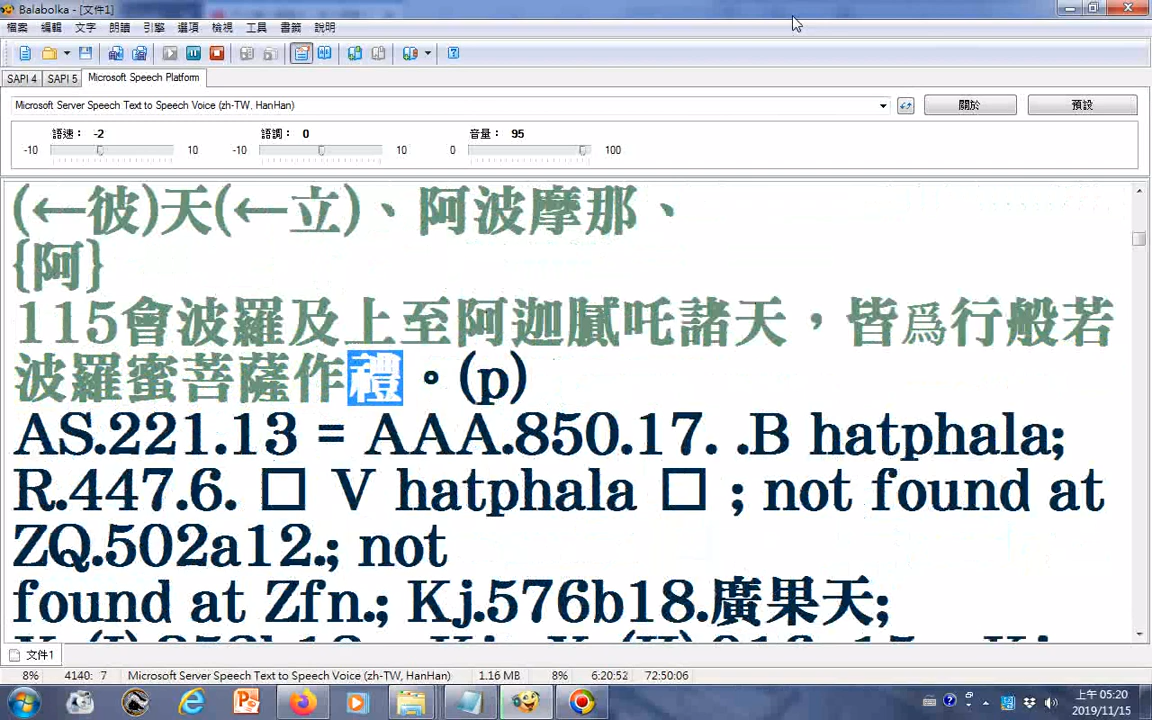 Balabolka - [文件1]
檔案 編輯 文字 朗讀 引擎 選項 檢視 工具 書籤 說明
SAPI 4 SAPI 5 Microsoft Speech Platform
Microsoft Server Speech Text to Speech Voice (zh-TW, HanHan) 關於 預設
語速： -2 語調： 0 音量： 95
-10 10 -10 10 0 100
(←彼)天(←立)、阿波摩那、
{阿}
115會波羅及上至阿迦膩吒諸天，皆爲行般若
波羅蜜菩薩作禮。(p)
AS.221.13 = AAA.850.17. .B hatphala;
R.447.6. □ V hatphala □ ; not found at
ZQ.502a12.; not
found at Zfn.; Kj.576b18.廣果天;
文件1
8% 4140: 7 Microsoft Server Speech Text to Speech Voice (zh-TW, HanHan) 1.16 MB 8% 6:20:52 72:50:06
上午 05:20
2019/11/15